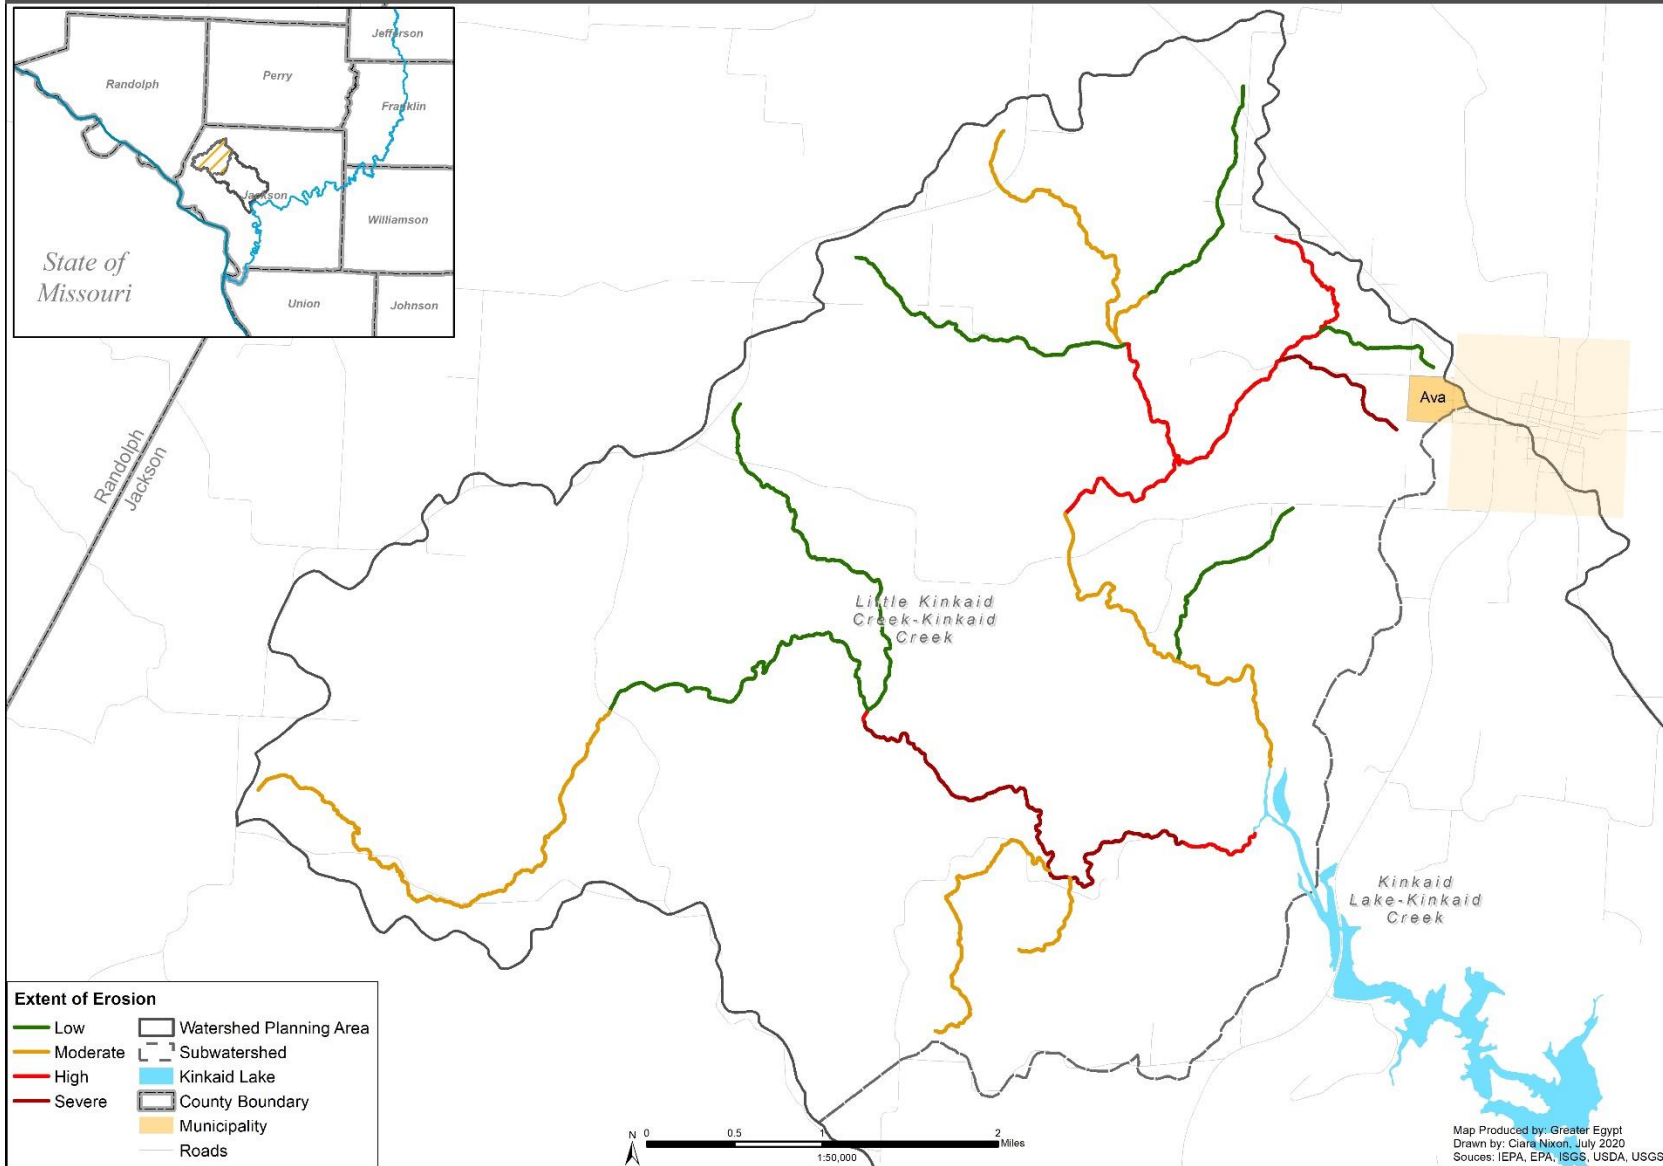 Jefferson
Randolph
Perry
Franklin
Jackson
Williamson
State of
Missouri
Union
Johnson
Randolph
Jackson
Ava
Little Kinkaid
Creek-Kinkaid
Creek
Kinkaid
Lake-Kinkaid
Creek
Extent of Erosion
Low
Moderate
High
Severe
Watershed Planning Area
Subwatershed
Kinkaid Lake
County Boundary
Municipality
Roads
N
0 0.5 1 2
Miles
1:50,000
Map Produced by: Greater Egypt
Drawn by: Ciara Nixon, July 2020
Souces: IEPA, EPA, ISGS, USDA, USGS